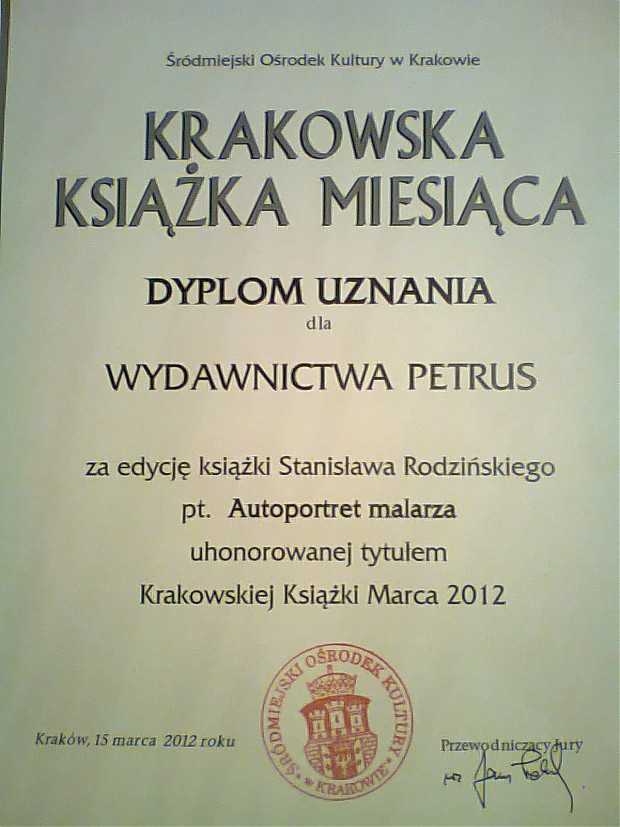 Śródmiejski Ośrodek Kultury w Krakowie
KRAKOWSKA
KSIĄŻKA MIESIĄCA
DYPLOM UZNANIA
dla
WYDAWNICTWA PETRUS
za edycję książki Stanisława Rodzińskiego
pt. Autoportret malarza
uhonorowanej tytułem
Krakowskiej Książki Marca 2012
ŚRÓDMIEJSKI OŚRODEK KULTURY
w KRAKOWIE
Kraków, 15 marca 2012 roku
Przewodniczący Jury